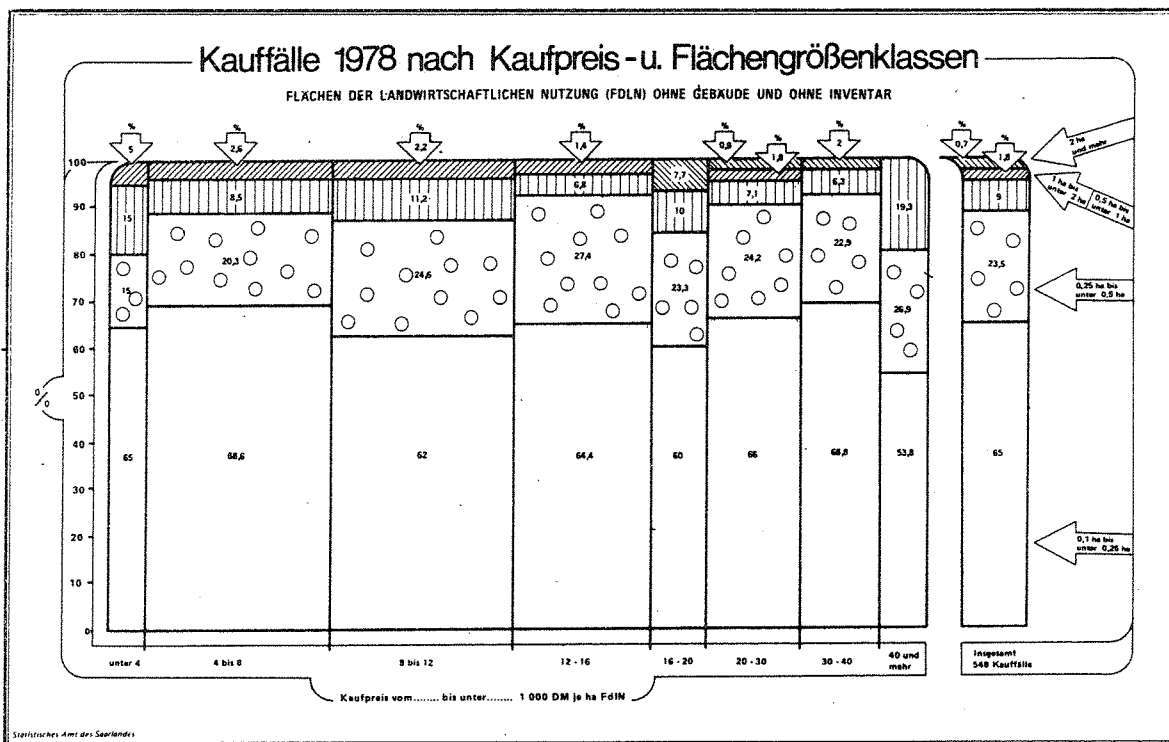 Kauffälle 1978 nach Kaufpreis-u. Flächengrößenklassen
FLÄCHEN DER LANDWIRTSCHAFTLICHEN NUTZUNG (FDLN) OHNE GEBÄUDE UND OHNE INVENTAR
% % % % % % % %
5 2,6 2,2 1,4 0,9 1,8 2 0,7 1,8
2 ha
und mehr
1 ha bis
unter 2 ha
0,5 ha bis
unter 1 ha
0,25 ha bis
unter 0,5 ha
0,1 ha bis
unter 0,25 ha
100
90
80
70
60
50
40
30
20
10
0
%
15 8,5 11,2 6,8 7,7 10 7,1 6,3 19,3 9
15 20,3 24,6 27,4 23,3 24,2 22,9 26,9 23,5
65 68,6 62 64,4 60 66 68,8 53,8 65
unter 4 4 bis 8 8 bis 12 12 - 16 16 - 20 20 - 30 30 - 40 40 und
mehr
Insgesamt
548 Kauffälle
Kaufpreis vom........ bis unter........ 1 000 DM je ha FdlN
Statistisches Amt des Saarlandes